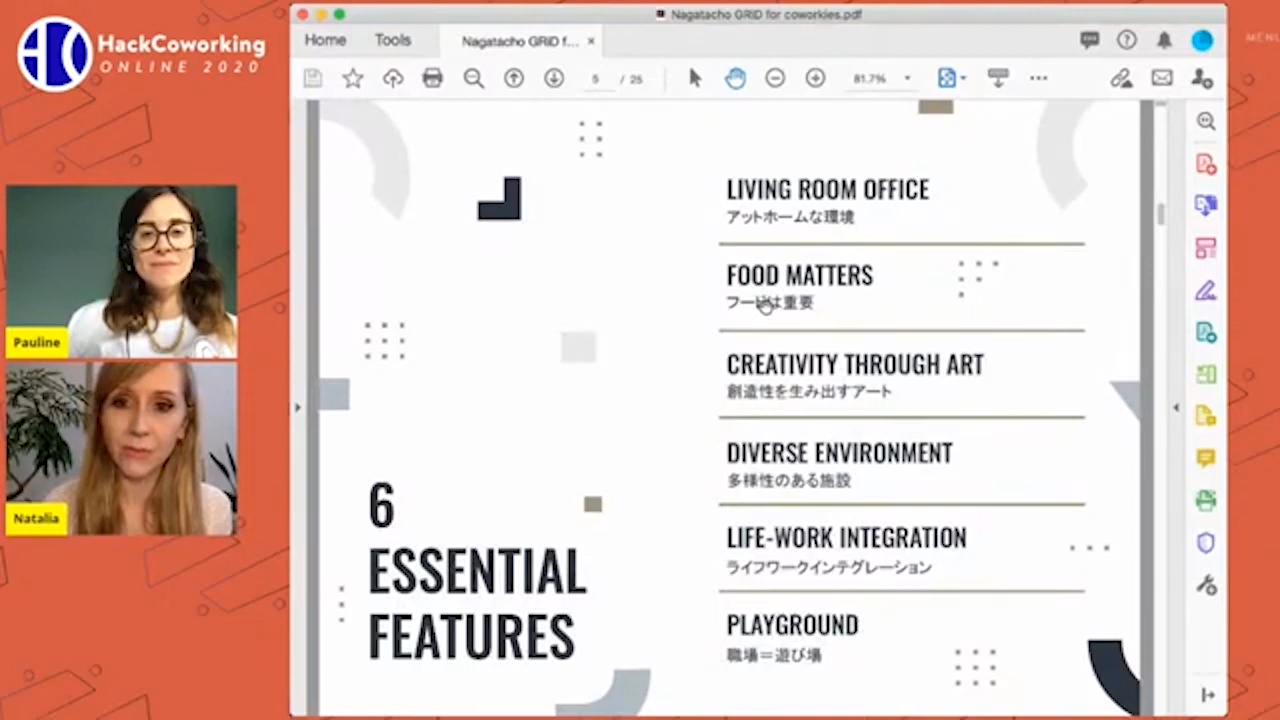 HackCoworking
ONLINE 2020
Nagatacho GRiD for coworkies.pdf
MENU
Home
Tools
Nagatacho GRiD f... ×
5 / 25
81.7%
LIVING ROOM OFFICE
アットホームな環境
FOOD MATTERS
フードは重要
CREATIVITY THROUGH ART
創造性を生み出すアート
DIVERSE ENVIRONMENT
多様性のある施設
LIFE-WORK INTEGRATION
ライフワークインテグレーション
PLAYGROUND
職場=遊び場
6
ESSENTIAL
FEATURES
Pauline
Natalia